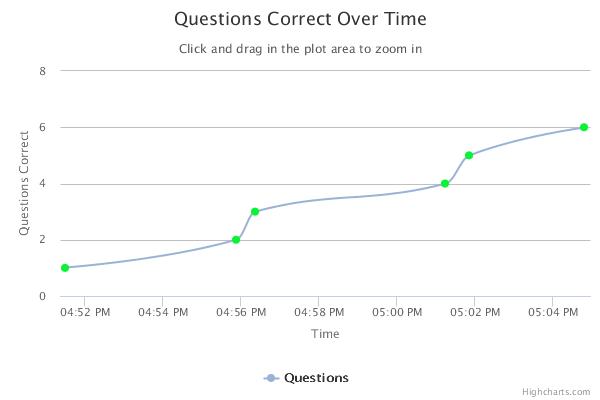 Questions Correct Over Time
Click and drag in the plot area to zoom in
Questions Correct
8
6
4
2
0
04:52 PM 04:54 PM 04:56 PM 04:58 PM 05:00 PM 05:02 PM 05:04 PM
Time
Questions
Highcharts.com